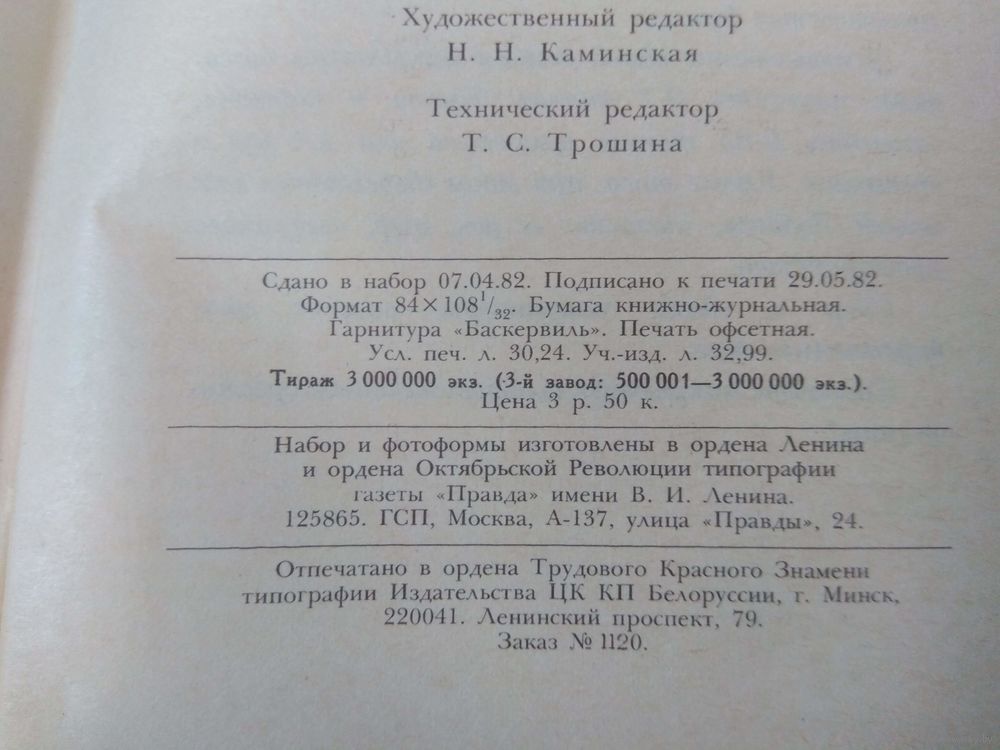 Художественный редактор
Н. Н. Каминская
Технический редактор
Т. С. Трошина
Сдано в набор 07.04.82. Подписано к печати 29.05.82.
Формат 84×108 1/32. Бумага книжно-журнальная.
Гарнитура «Баскервиль». Печать офсетная.
Усл. печ. л. 30,24. Уч.-изд. л. 32,99.
Тираж 3 000 000 экз. (3-й завод: 500 001—3 000 000 экз.).
Цена 3 р. 50 к.
Набор и фотоформы изготовлены в ордена Ленина
и ордена Октябрьской Революции типографии
газеты «Правда» имени В. И. Ленина.
125865. ГСП, Москва, А-137, улица «Правды», 24.
Отпечатано в ордена Трудового Красного Знамени
типографии Издательства ЦК КП Белоруссии, г. Минск,
220041. Ленинский проспект, 79.
Заказ № 1120.